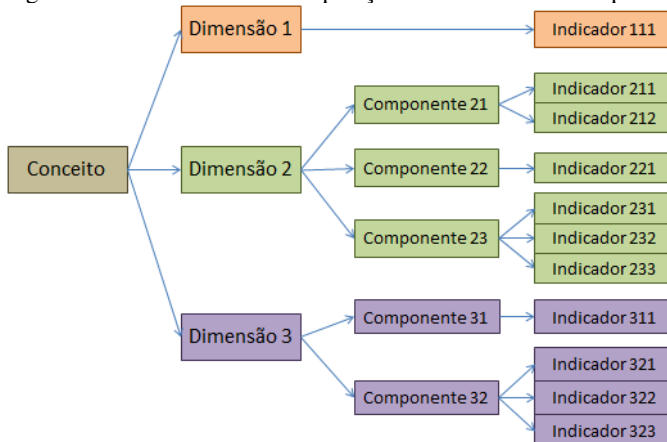 Dimensão 1
Indicador 111
Indicador 211
Componente 21
Indicador 212
Conceito
Dimensão 2
Componente 22
Indicador 221
Indicador 231
Componente 23
Indicador 232
Indicador 233
Componente 31
Indicador 311
Dimensão 3
Indicador 321
Componente 32
Indicador 322
Indicador 323